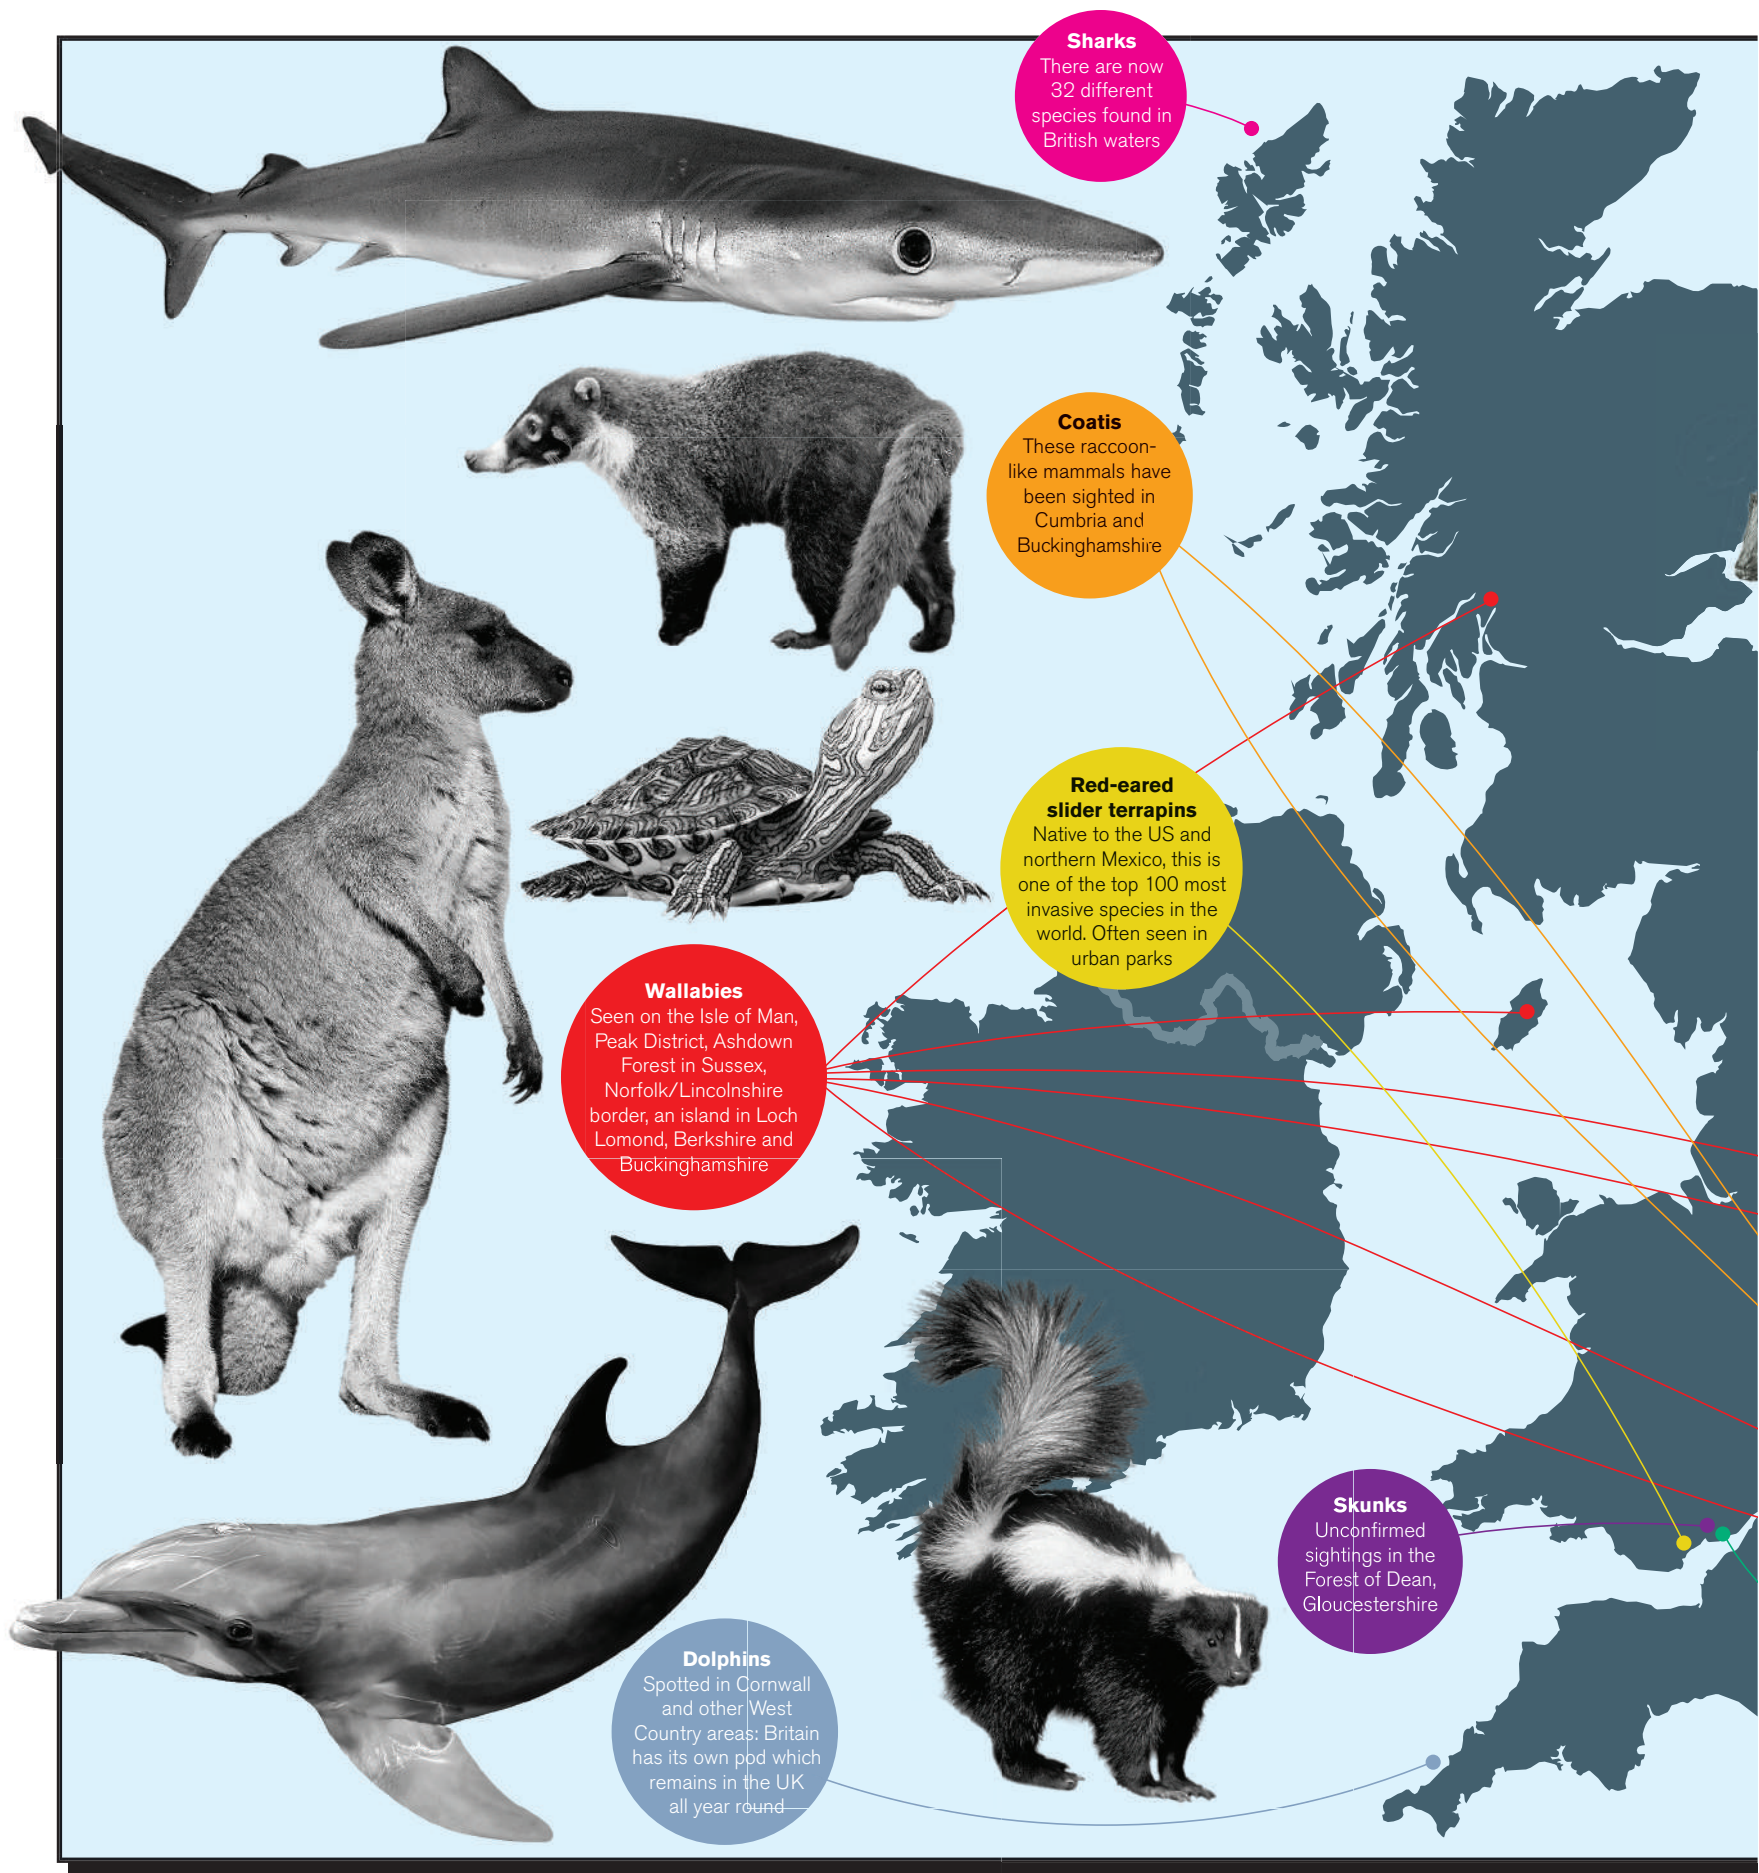 Sharks
There are now
32 different
species found in
British waters
Coatis
These raccoon-
like mammals have
been sighted in
Cumbria and
Buckinghamshire
Red-eared
slider terrapins
Native to the US and
northern Mexico, this is
one of the top 100 most
invasive species in the
world. Often seen in
urban parks
Wallabies
Seen on the Isle of Man,
Peak District, Ashdown
Forest in Sussex,
Norfolk/Lincolnshire
border, an island in Loch
Lomond, Berkshire and
Buckinghamshire
Skunks
Unconfirmed
sightings in the
Forest of Dean,
Gloucestershire
Dolphins
Spotted in Cornwall
and other West
Country areas: Britain
has its own pod which
remains in the UK
all year round